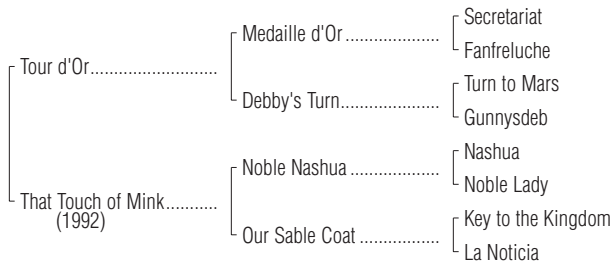 Secretariat
Medaille d'Or ...................
Fanfreluche
Tour d'Or.........................
Turn to Mars
Debby's Turn....................
Gunnysdeb
Nashua
Noble Nashua ..................
Noble Lady
That Touch of Mink..........
(1992)
Key to the Kingdom
Our Sable Coat ................
La Noticia